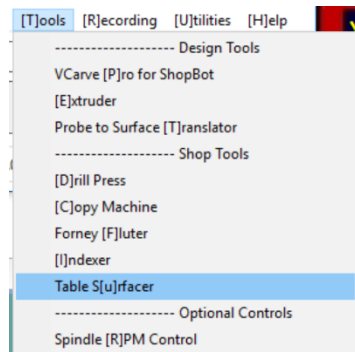 [T]ools [R]ecording [U]tilities [H]elp
-------------------- Design Tools
VCarve [P]ro for ShopBot
[E]xtruder
Probe to Surface [T]ranslator
-------------------- Shop Tools
[D]rill Press
[C]opy Machine
Forney [F]luter
[I]ndexer
Table S[u]rfacer
-------------------- Optional Controls
Spindle [R]PM Control